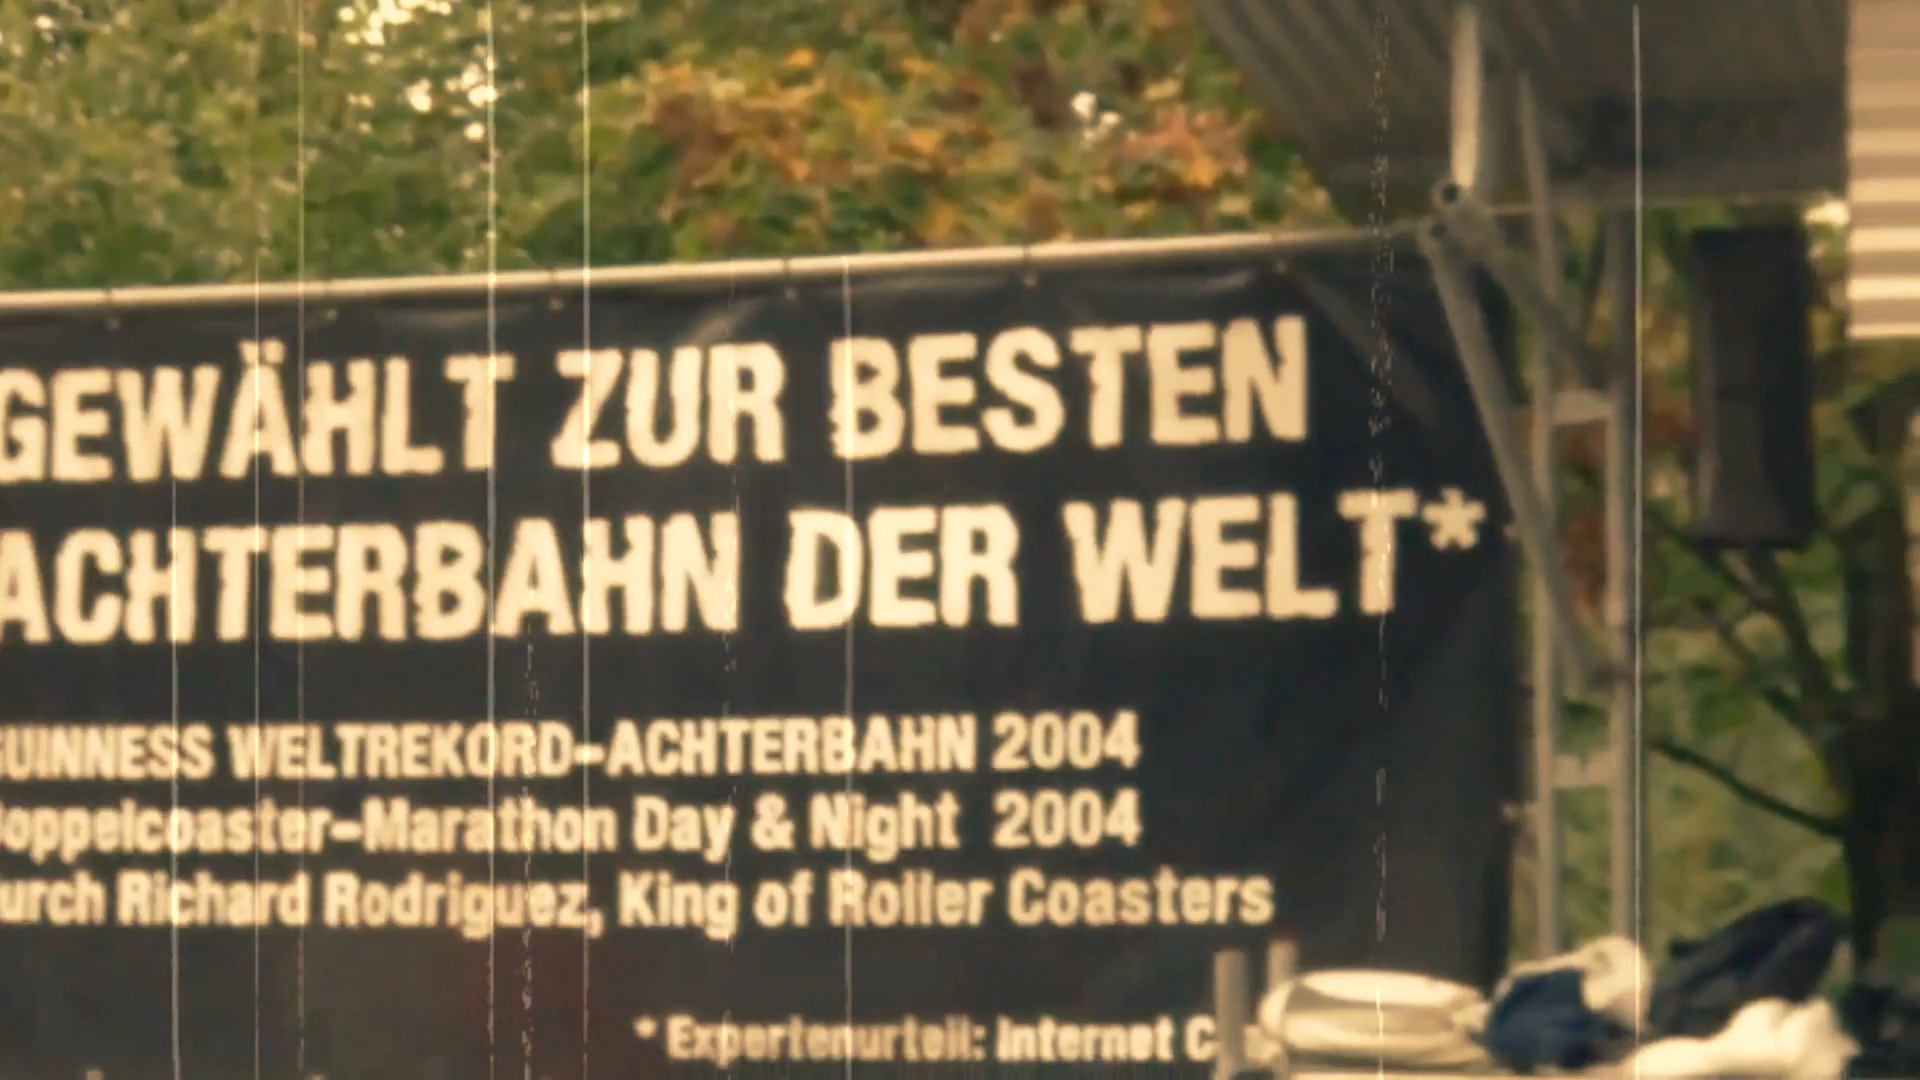 GEWÄHLT ZUR BESTEN
ACHTERBAHN DER WELT*
GUINNESS WELTREKORD-ACHTERBAHN 2004
Doppelcoaster-Marathon Day & Night 2004
durch Richard Rodriguez, King of Roller Coasters
* Expertenurteil: Internet